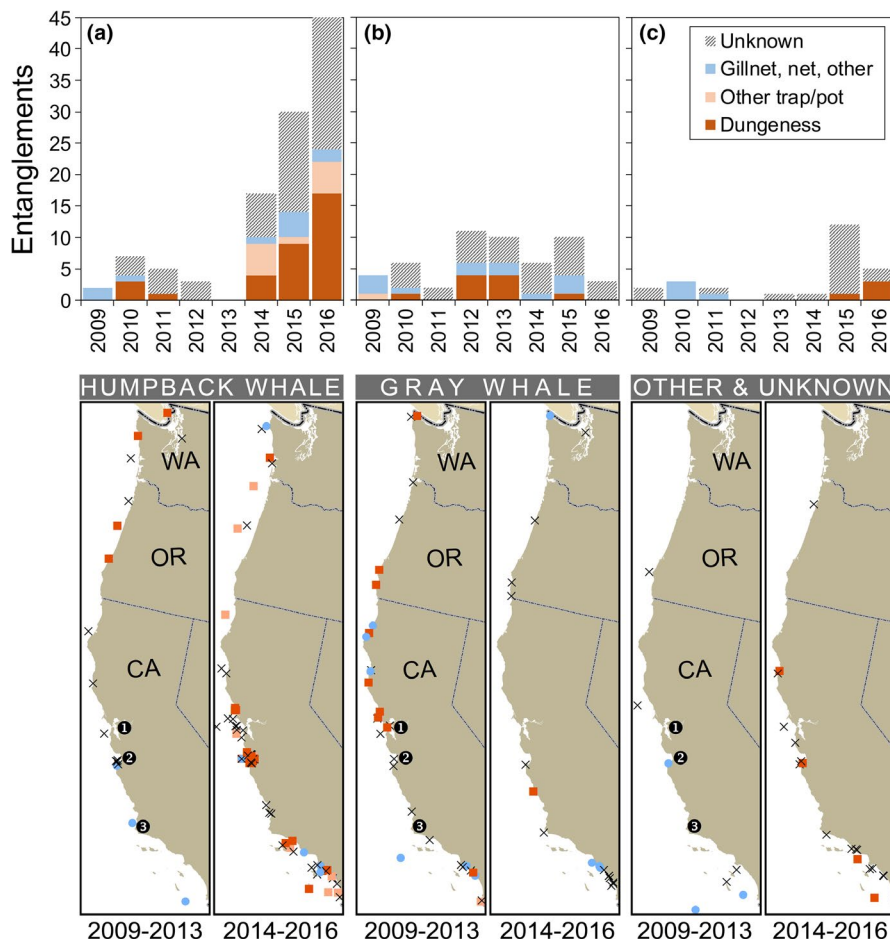 (a) (b) (c)
Unknown
Gillnet, net, other
Other trap/pot
Dungeness
Entanglements
45
40
35
30
25
20
15
10
5
0
2009 2010 2011 2012 2013 2014 2015 2016 2009 2010 2011 2012 2013 2014 2015 2016 2009 2010 2011 2012 2013 2014 2015 2016
HUMPBACK WHALE GRAY WHALE OTHER & UNKNOWN
WA WA WA
OR OR OR
CA CA CA
1 1 1
2 2 2
3 3 3
2009-2013 2014-2016 2009-2013 2014-2016 2009-2013 2014-2016